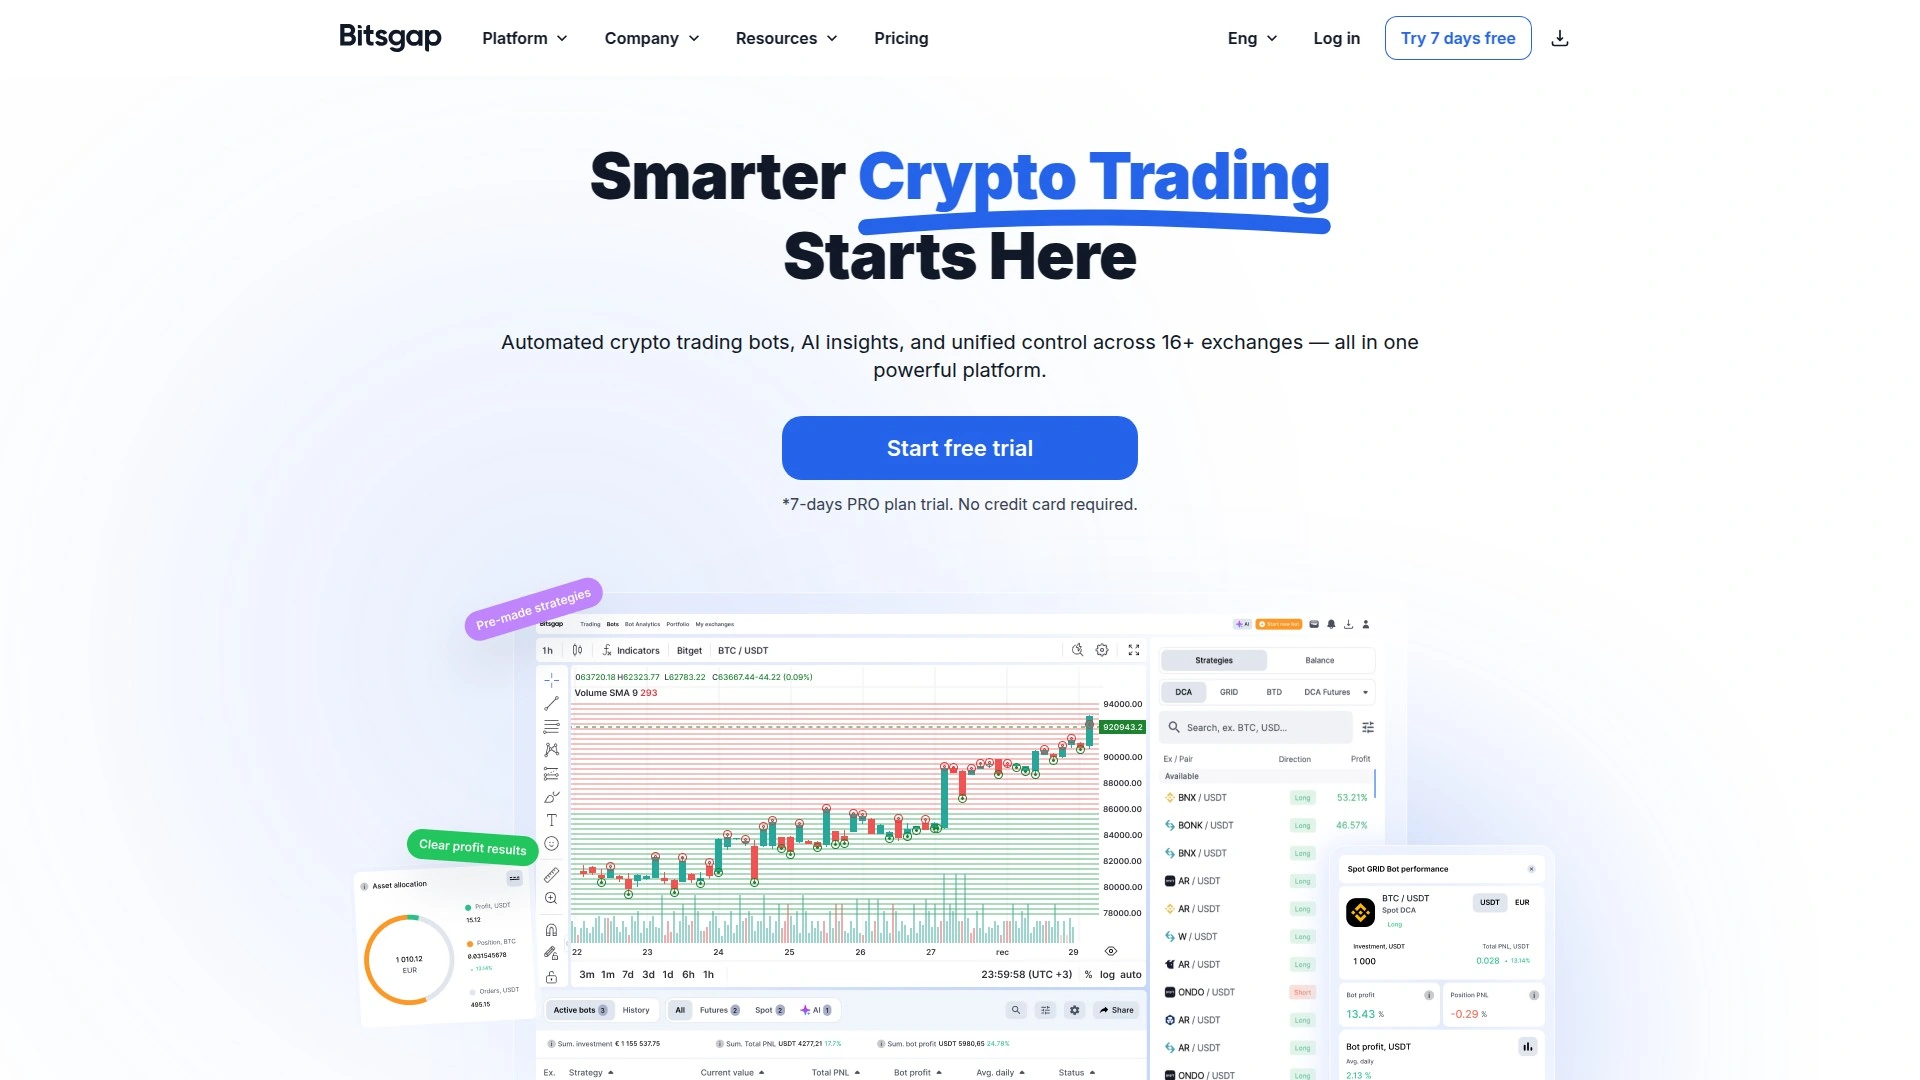 Bitsgap
Platform
Company
Resources
Pricing
Eng
Log in
Try 7 days free
Smarter Crypto Trading
Starts Here
Automated crypto trading bots, AI insights, and unified control across 16+ exchanges — all in one
powerful platform.
Start free trial
*7-days PRO plan trial. No credit card required.
Pre-made strategies
Bitsgap Trading Bots Bot Analytics Portfolio My exchanges
AI Start new bot
1h Indicators Bitget BTC / USDT
O63720.18 H62323.77 L62783.22 C63667.44-44.22 (0.09%)
Volume SMA 9 293
94000.00
920943.2
90000.00
88000.00
86000.00
84000.00
82000.00
80000.00
78000.00
22 23 24 25 26 27 rec 29
3m 1m 7d 3d 1d 6h 1h
23:59:58 (UTC +3) % log auto
Active bots 3 History All Futures 2 Spot 2 AI 1
Share
Sum. investment € 1 155 537.75
Sum. Total PNL USDT 4277,21 17.7%
Sum. bot profit USDT 5980,65 24.78%
Ex. Strategy Current value Total PNL Bot profit Avg. daily Status
Strategies Balance
DCA GRID BTD DCA Futures
Search, ex. BTC, USD...
Ex / Pair Direction Profit
Available
BNX / USDT Long 53.21%
BONK / USDT Long 46.57%
BNX / USDT Long
AR / USDT Long
AR / USDT Long
W / USDT Long
AR / USDT Long
ONDO / USDT Short
AR / USDT Long
AR / USDT Long
ONDO / USDT Long
Clear profit results
Asset allocation
1 010.12
EUR
Profit, USDT
15.12
Position, BTC
0.031545678
+ 13.14%
Orders, USDT
495.15
Spot GRID Bot performance
BTC / USDT
Spot DCA
Long
USDT EUR
Investment, USDT
1 000
Total PNL, USDT
0.028 + 13.14%
Bot profit
13.43 %
Position PNL
-0.29 %
Bot profit, USDT
Avg. daily
2.13 %